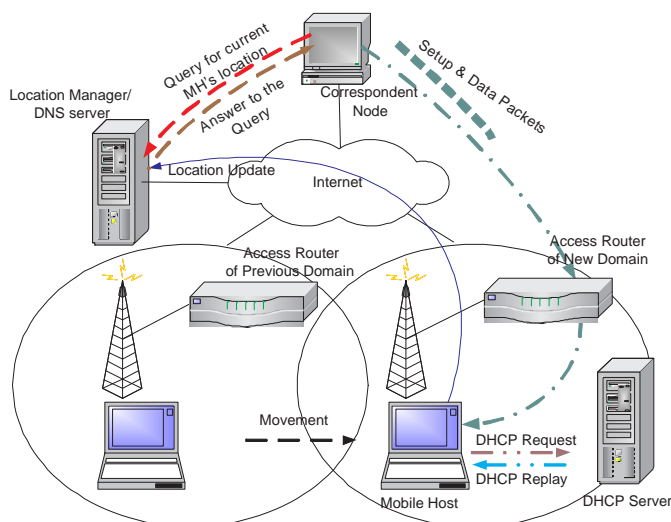 Query for current
MH's location
Answer to the
Query
Correspondent
Node
Setup & Data Packets
Location Manager/
DNS server
Location Update
Internet
Access Router
of Previous Domain
Access Router
of New Domain
Movement
DHCP Request
DHCP Replay
Mobile Host
DHCP Server